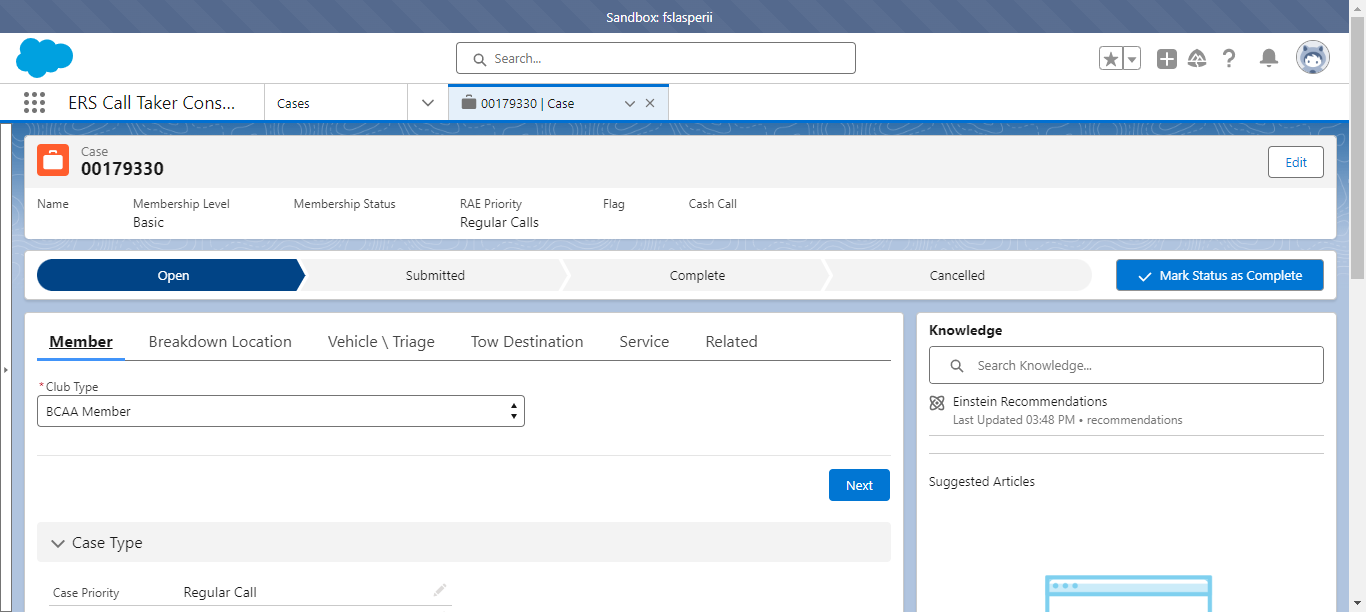 Sandbox: fslasperii
Search...
ERS Call Taker Cons...
Cases
00179330 | Case
Case
00179330
Edit
Name
Membership Level
Membership Status
RAE Priority
Flag
Cash Call
Basic
Regular Calls
Open
Submitted
Complete
Cancelled
Mark Status as Complete
Member
Breakdown Location
Vehicle \ Triage
Tow Destination
Service
Related
*Club Type
BCAA Member
Next
Case Type
Case Priority
Regular Call
Knowledge
Search Knowledge...
Einstein Recommendations
Last Updated 03:48 PM • recommendations
Suggested Articles